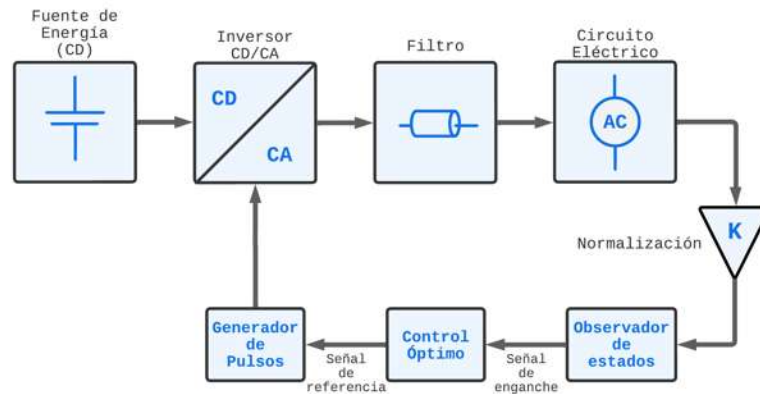 Fuente de
Energía
(CD)
Inversor
CD/CA
Filtro
Circuito
Eléctrico
CD
CA
AC
K
Normalización
Generador
de
Pulsos
Señal
de
referencia
Control
Óptimo
Señal
de
enganche
Observador
de
estados